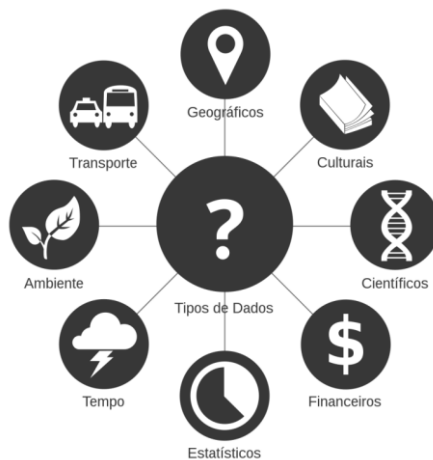 Geográficos
Transporte
Culturais
?
Ambiente
Científicos
Tipos de Dados
Tempo
$
Financeiros
Estatísticos